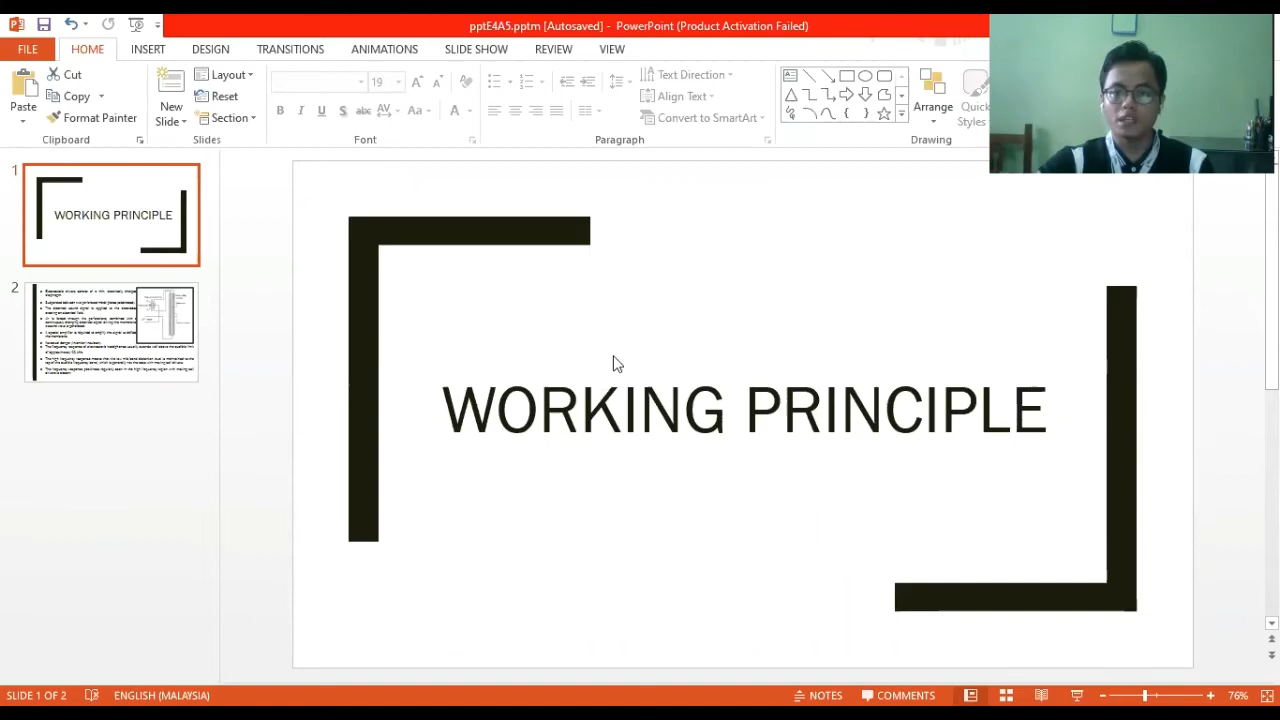 pptE4A5.pptm [Autosaved] - PowerPoint (Product Activation Failed)
FILE HOME INSERT DESIGN TRANSITIONS ANIMATIONS SLIDE SHOW REVIEW VIEW
Paste
Cut
Copy
Format Painter
Clipboard
New
Slide
Layout
Reset
Section
Slides
19
B I U S abc AV Aa A
Font
Text Direction
Align Text
Convert to SmartArt
Paragraph
Arrange
Quick
Styles
Drawing
1
WORKING PRINCIPLE
2
WORKING PRINCIPLE
SLIDE 1 OF 2 ENGLISH (MALAYSIA) NOTES COMMENTS 76%